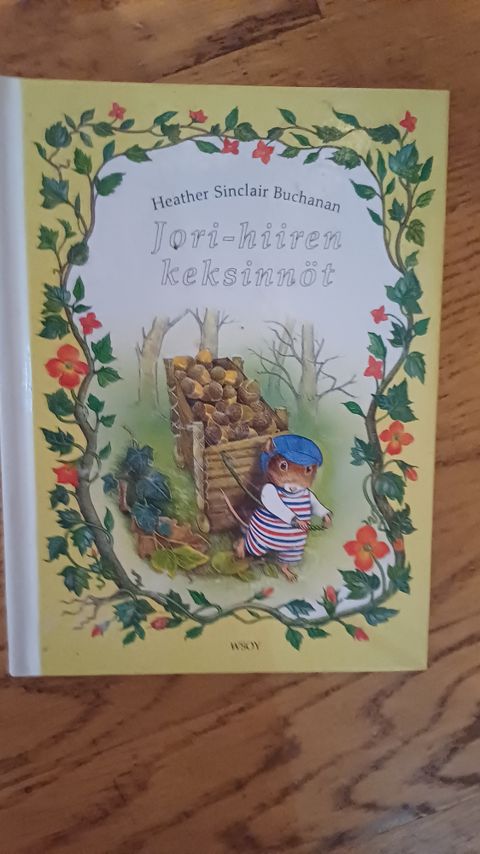 Heather Sinclair Buchanan
Jori-hiiren
keksinnöt
WSOY